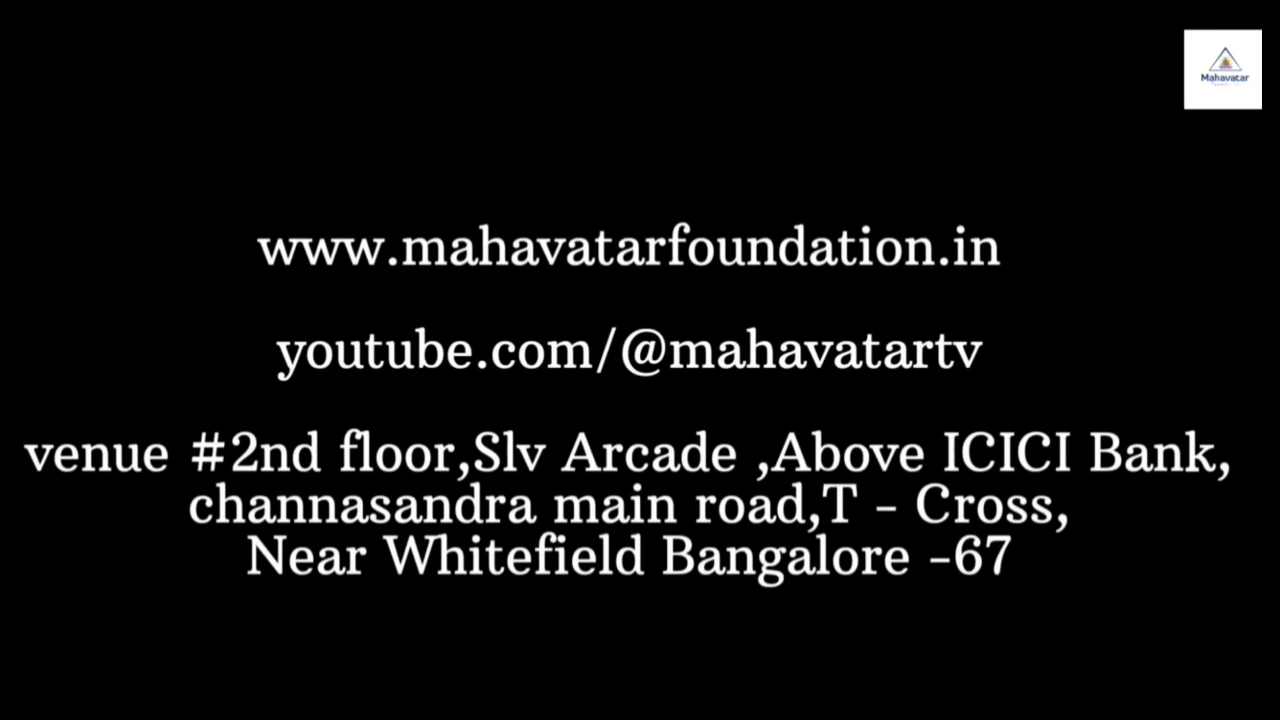 Mahavatar
www.mahavatarfoundation.in
youtube.com/@mahavatartv
venue #2nd floor,Slv Arcade ,Above ICICI Bank,
channasandra main road,T - Cross,
Near Whitefield Bangalore -67